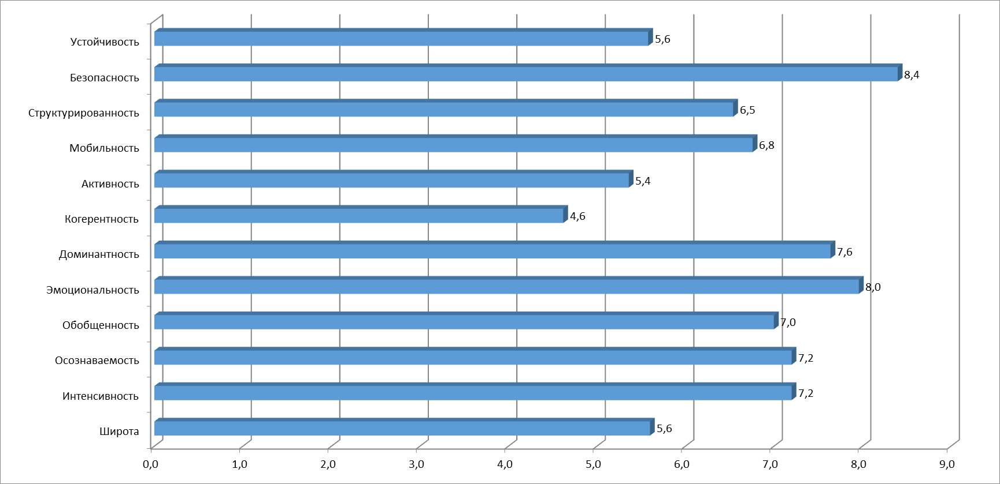 Устойчивость 5,6
Безопасность 8,4
Структурированность 6,5
Мобильность 6,8
Активность 5,4
Когерентность 4,6
Доминантность 7,6
Эмоциональность 8,0
Обобщенность 7,0
Осознаваемость 7,2
Интенсивность 7,2
Широта 5,6
0,0 1,0 2,0 3,0 4,0 5,0 6,0 7,0 8,0 9,0